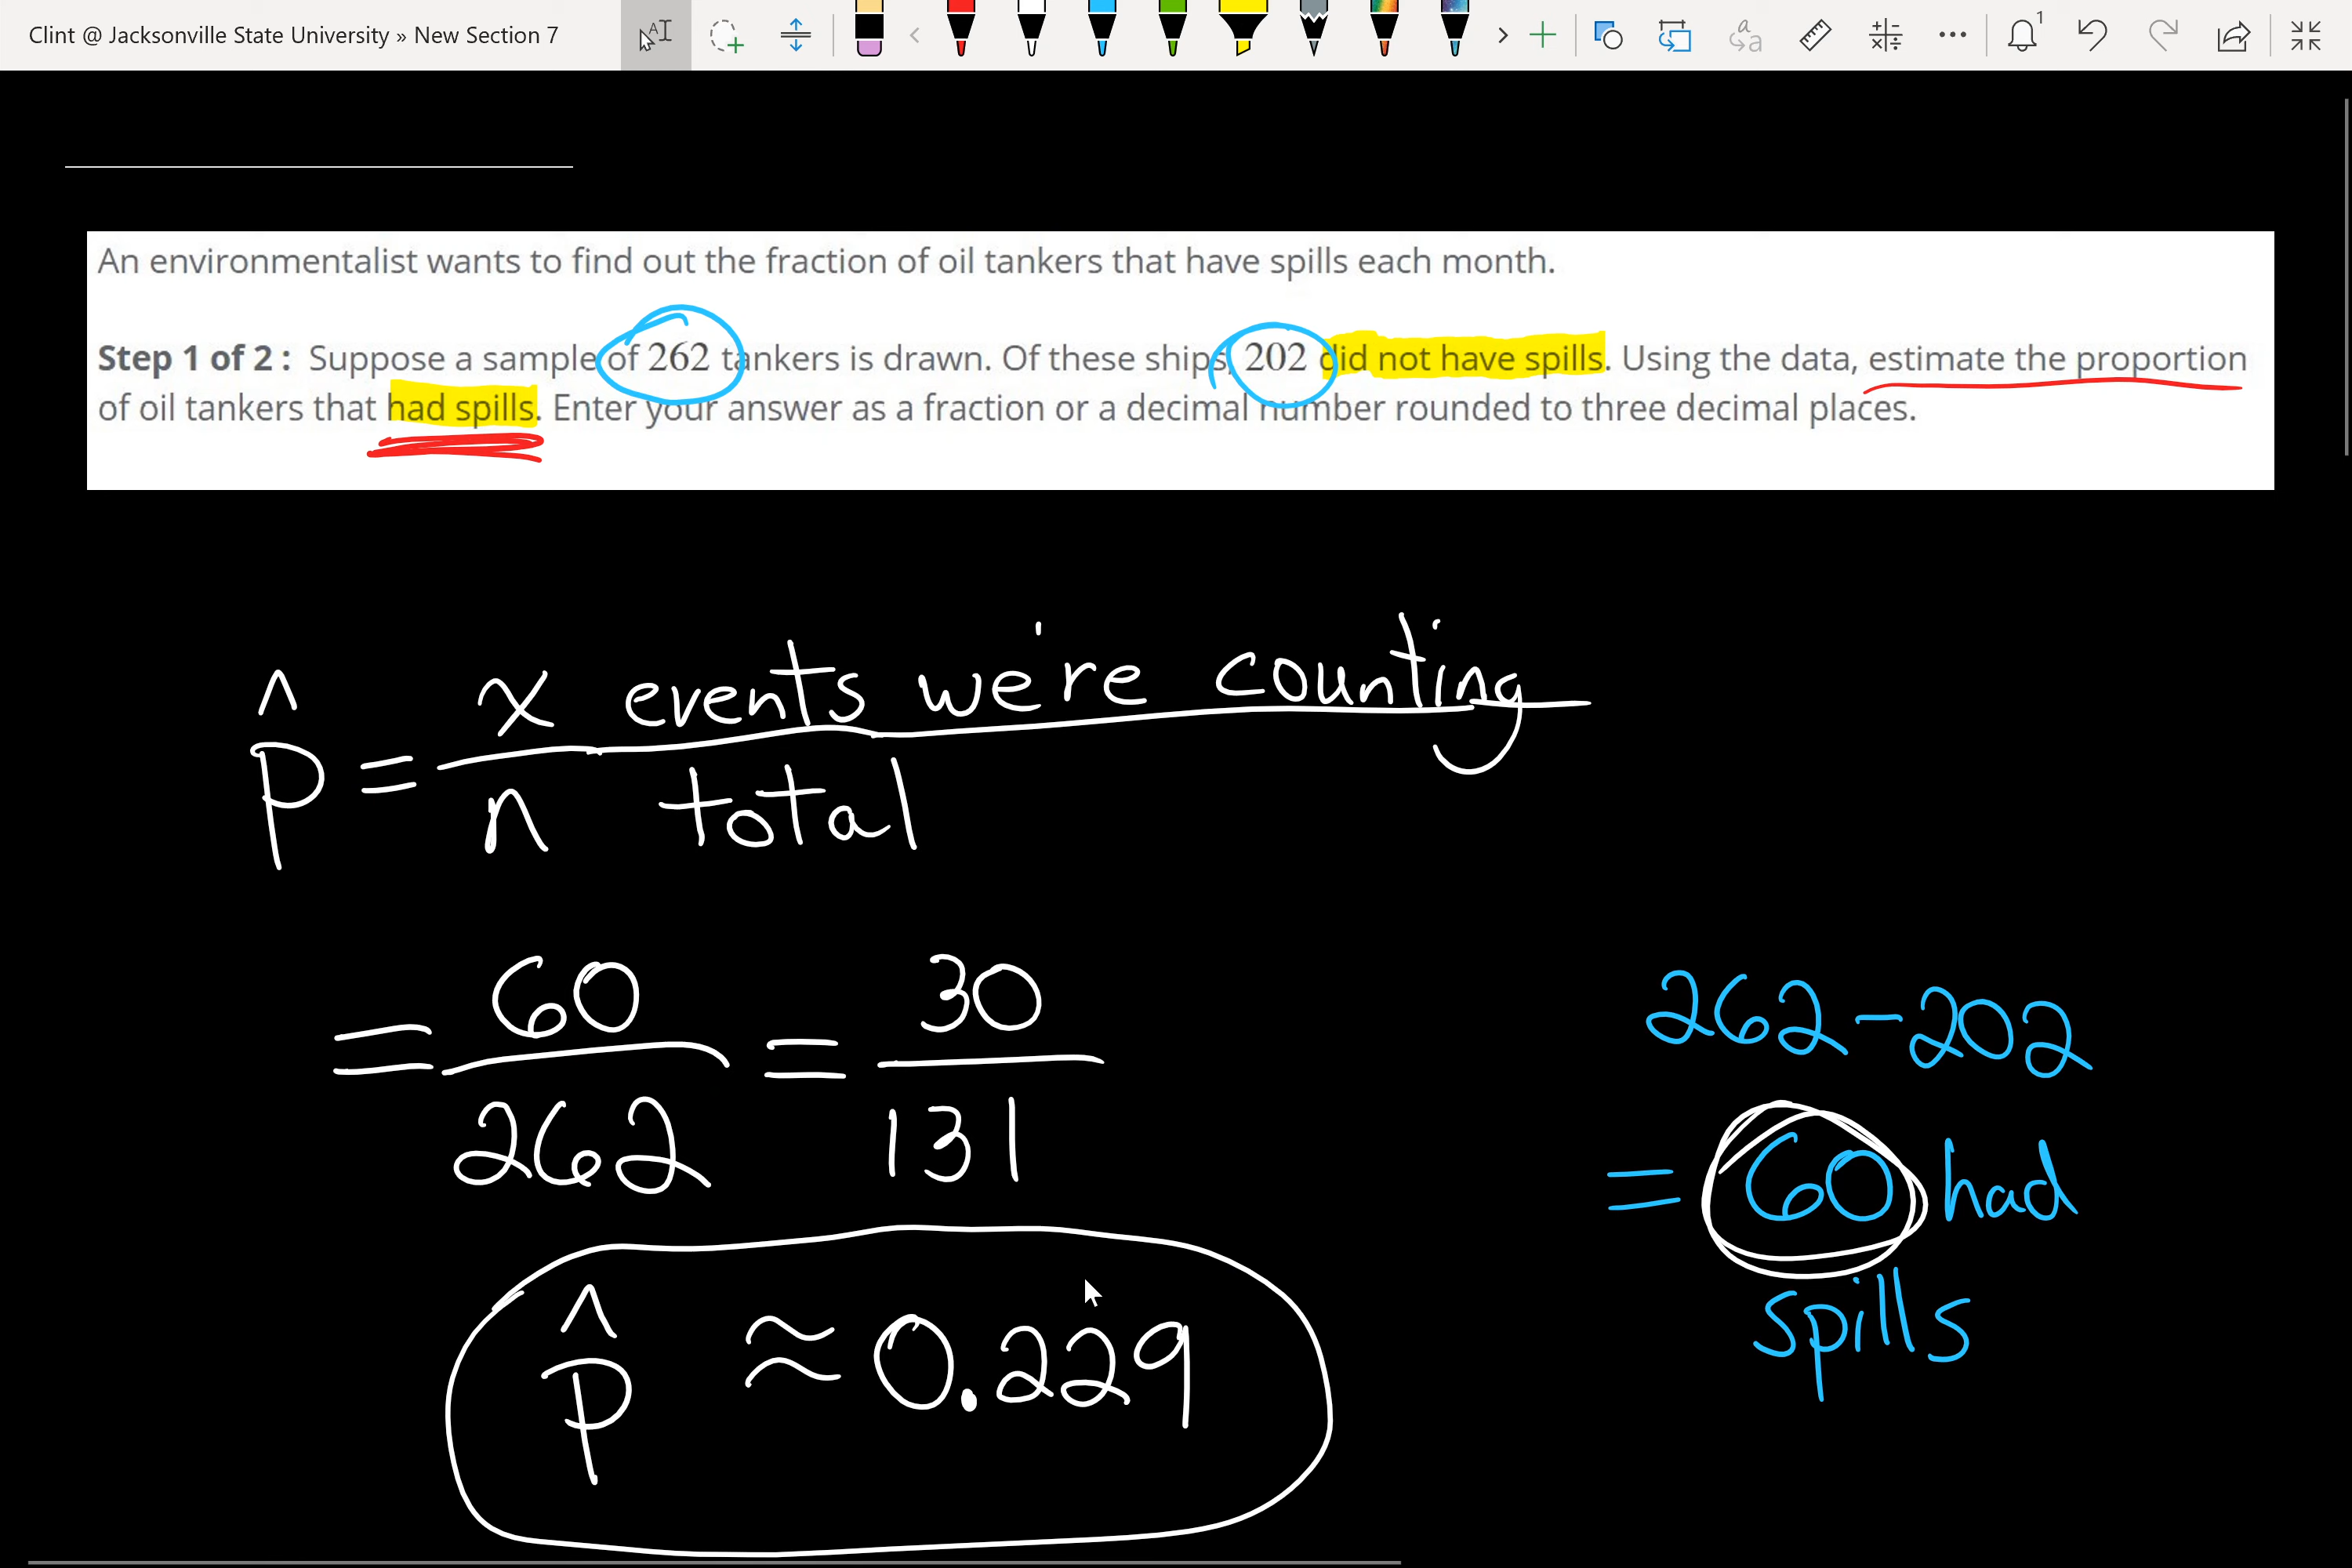 Clint @ Jacksonville State University » New Section 7
1
An environmentalist wants to find out the fraction of oil tankers that have spills each month.
Step 1 of 2 : Suppose a sample of 262 tankers is drawn. Of these ships, 202 did not have spills. Using the data, estimate the proportion
of oil tankers that had spills. Enter your answer as a fraction or a decimal number rounded to three decimal places.
p̂ = x events we're counting
n total
= 60/262 = 30/131
262-202
= 60 had
spills
p̂ ≈ 0.229